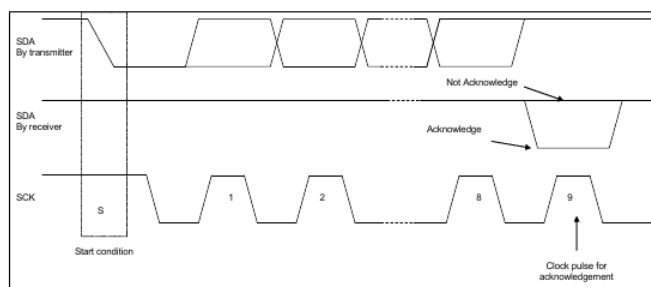 SDA
By transmitter
Not Acknowledge
SDA
By receiver
Acknowledge
SCK
S
1
2
8
9
Start condition
Clock pulse for
acknowledgement